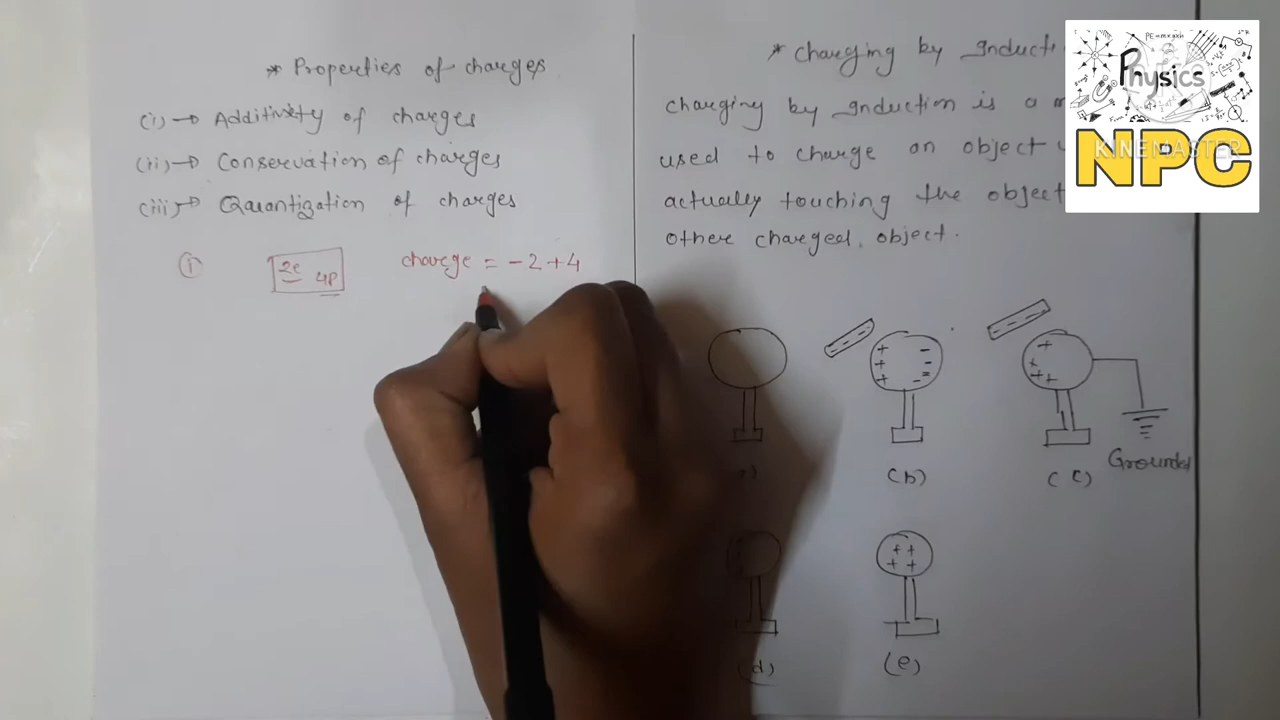 * Properties of charges
(i) → Additivity of charges
(ii) → Conservation of charges
(iii) → Quantization of charges
(i)
2e
4p
charge = -2+4
* charging by Inducti
charging by Induction is a
used to charge an object
actually touching the object
other charged object.
(b)
(c)
Grounded
(d)
(e)
Physics
NPC
KINEMASTER